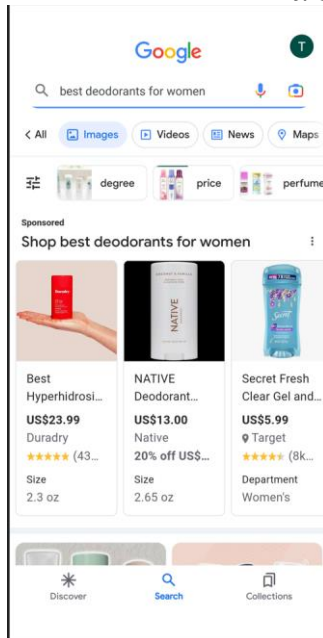 Google
T
best deodorants for women
< All Images Videos News Maps
degree price perfume
Sponsored
Shop best deodorants for women
NATIVE
Secret
Best
Hyperhidrosi...
US$23.99
Duradry
★★★★★ (43...
Size
2.3 oz
NATIVE
Deodorant...
US$13.00
Native
20% off US$...
Size
2.65 oz
Secret Fresh
Clear Gel and...
US$5.99
Target
★★★★★ (8k...
Department
Women's
Discover
Search
Collections